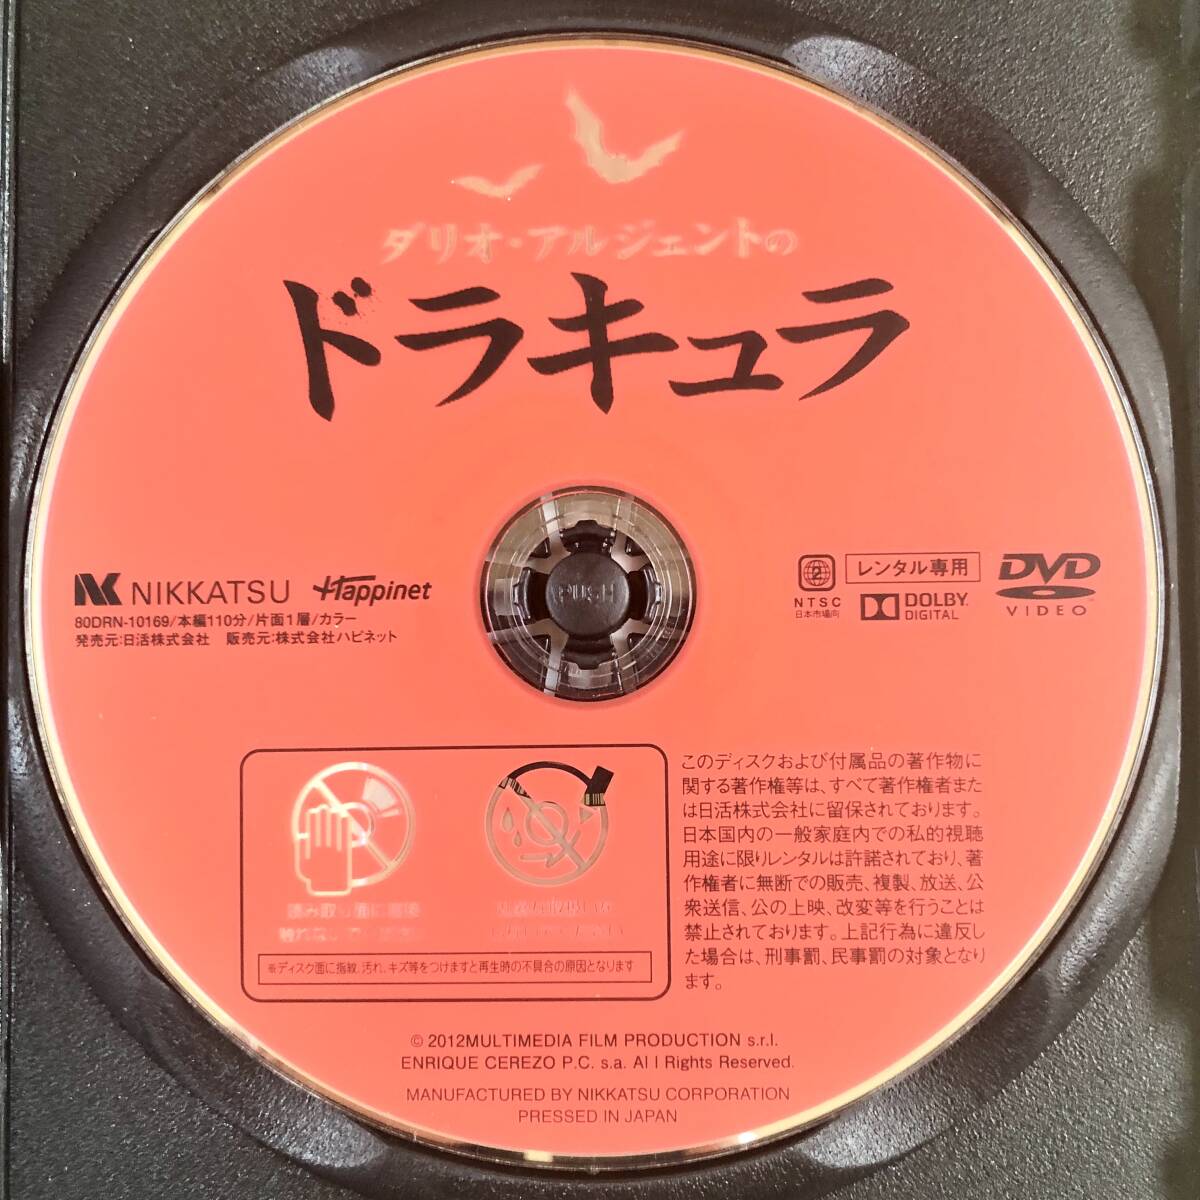 ダリオ・アルジェントの
ドラキュラ
PUSH
NIKKATSU Happinet
80DRN-10169/本編110分/片面1層/カラー
発売元:日活株式会社 販売元:株式会社ハピネット
2
NTSC
日本市場向
レンタル専用
DOLBY
DIGITAL
DVD
VIDEO
読み取り面に直接
触れないで
※ディスク面に指紋、汚れ、キズ等をつけますと再生時の不具合の原因となります
このディスクおよび付属品の著作物に
関する著作権等は、すべて著作権者また
は日活株式会社に留保されております。
日本国内の一般家庭内での私的視聴
用途に限りレンタルは許諾されており、著
作権者に無断での販売、複製、放送、公
衆送信、公の上映、改変等を行うことは
禁止されております。上記行為に違反し
た場合は、刑事罰、民事罰の対象となり
ます。
© 2012MULTIMEDIA FILM PRODUCTION s.r.l.
ENRIQUE CEREZO P.C. s.a. Al l Rights Reserved.
MANUFACTURED BY NIKKATSU CORPORATION
PRESSED IN JAPAN